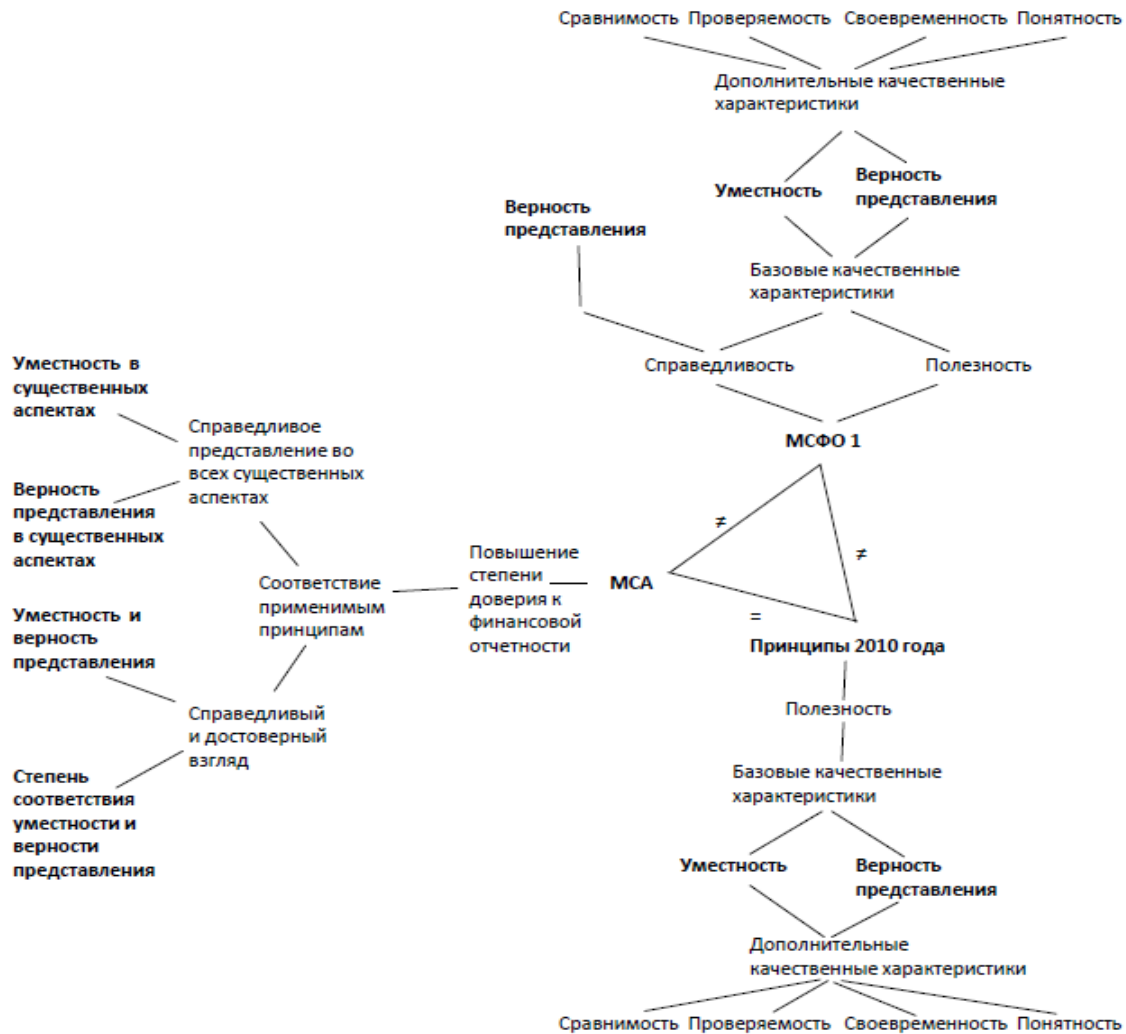 Сравнимость Проверяемость Своевременность Понятность
Дополнительные качественные
характеристики
Уместность
Верность
представления
Верность
представления
Базовые качественные
характеристики
Справедливость
Полезность
МСФО 1
Уместность в
существенных
аспектах
Справедливое
представление во
всех существенных
аспектах
Верность
представления
в существенных
аспектах
Соответствие
применимым
принципам
Повышение
степени
доверия к
финансовой
отчетности
МСА
≠
≠
=
Уместность и
верность
представления
Справедливый
и достоверный
взгляд
Степень
соответствия
уместности и
верности
представления
Принципы 2010 года
Полезность
Базовые качественные
характеристики
Уместность
Верность
представления
Дополнительные
качественные характеристики
Сравнимость Проверяемость Своевременность Понятность